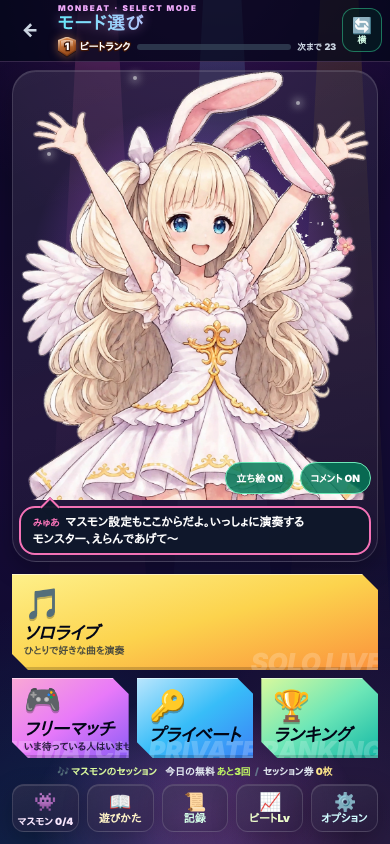 MONBEAT · SELECT MODE
モード選び
1 ビートランク 次まで 23
横
立ち絵 ON コメント ON
みゅあ マスモン設定もここからだよ。いっしょに演奏する
モンスター、えらんであげて〜
ソロライブ
ひとりで好きな曲を演奏
SOLO LIVE
フリーマッチ
いま待っている人はいませ
プライベート
PRIVATE
ランキング
RANKING
マスモンのセッション 今日の無料 あと3回 / セッション券 0枚
マスモン 0/4
遊びかた
記録
ビートLv
オプション